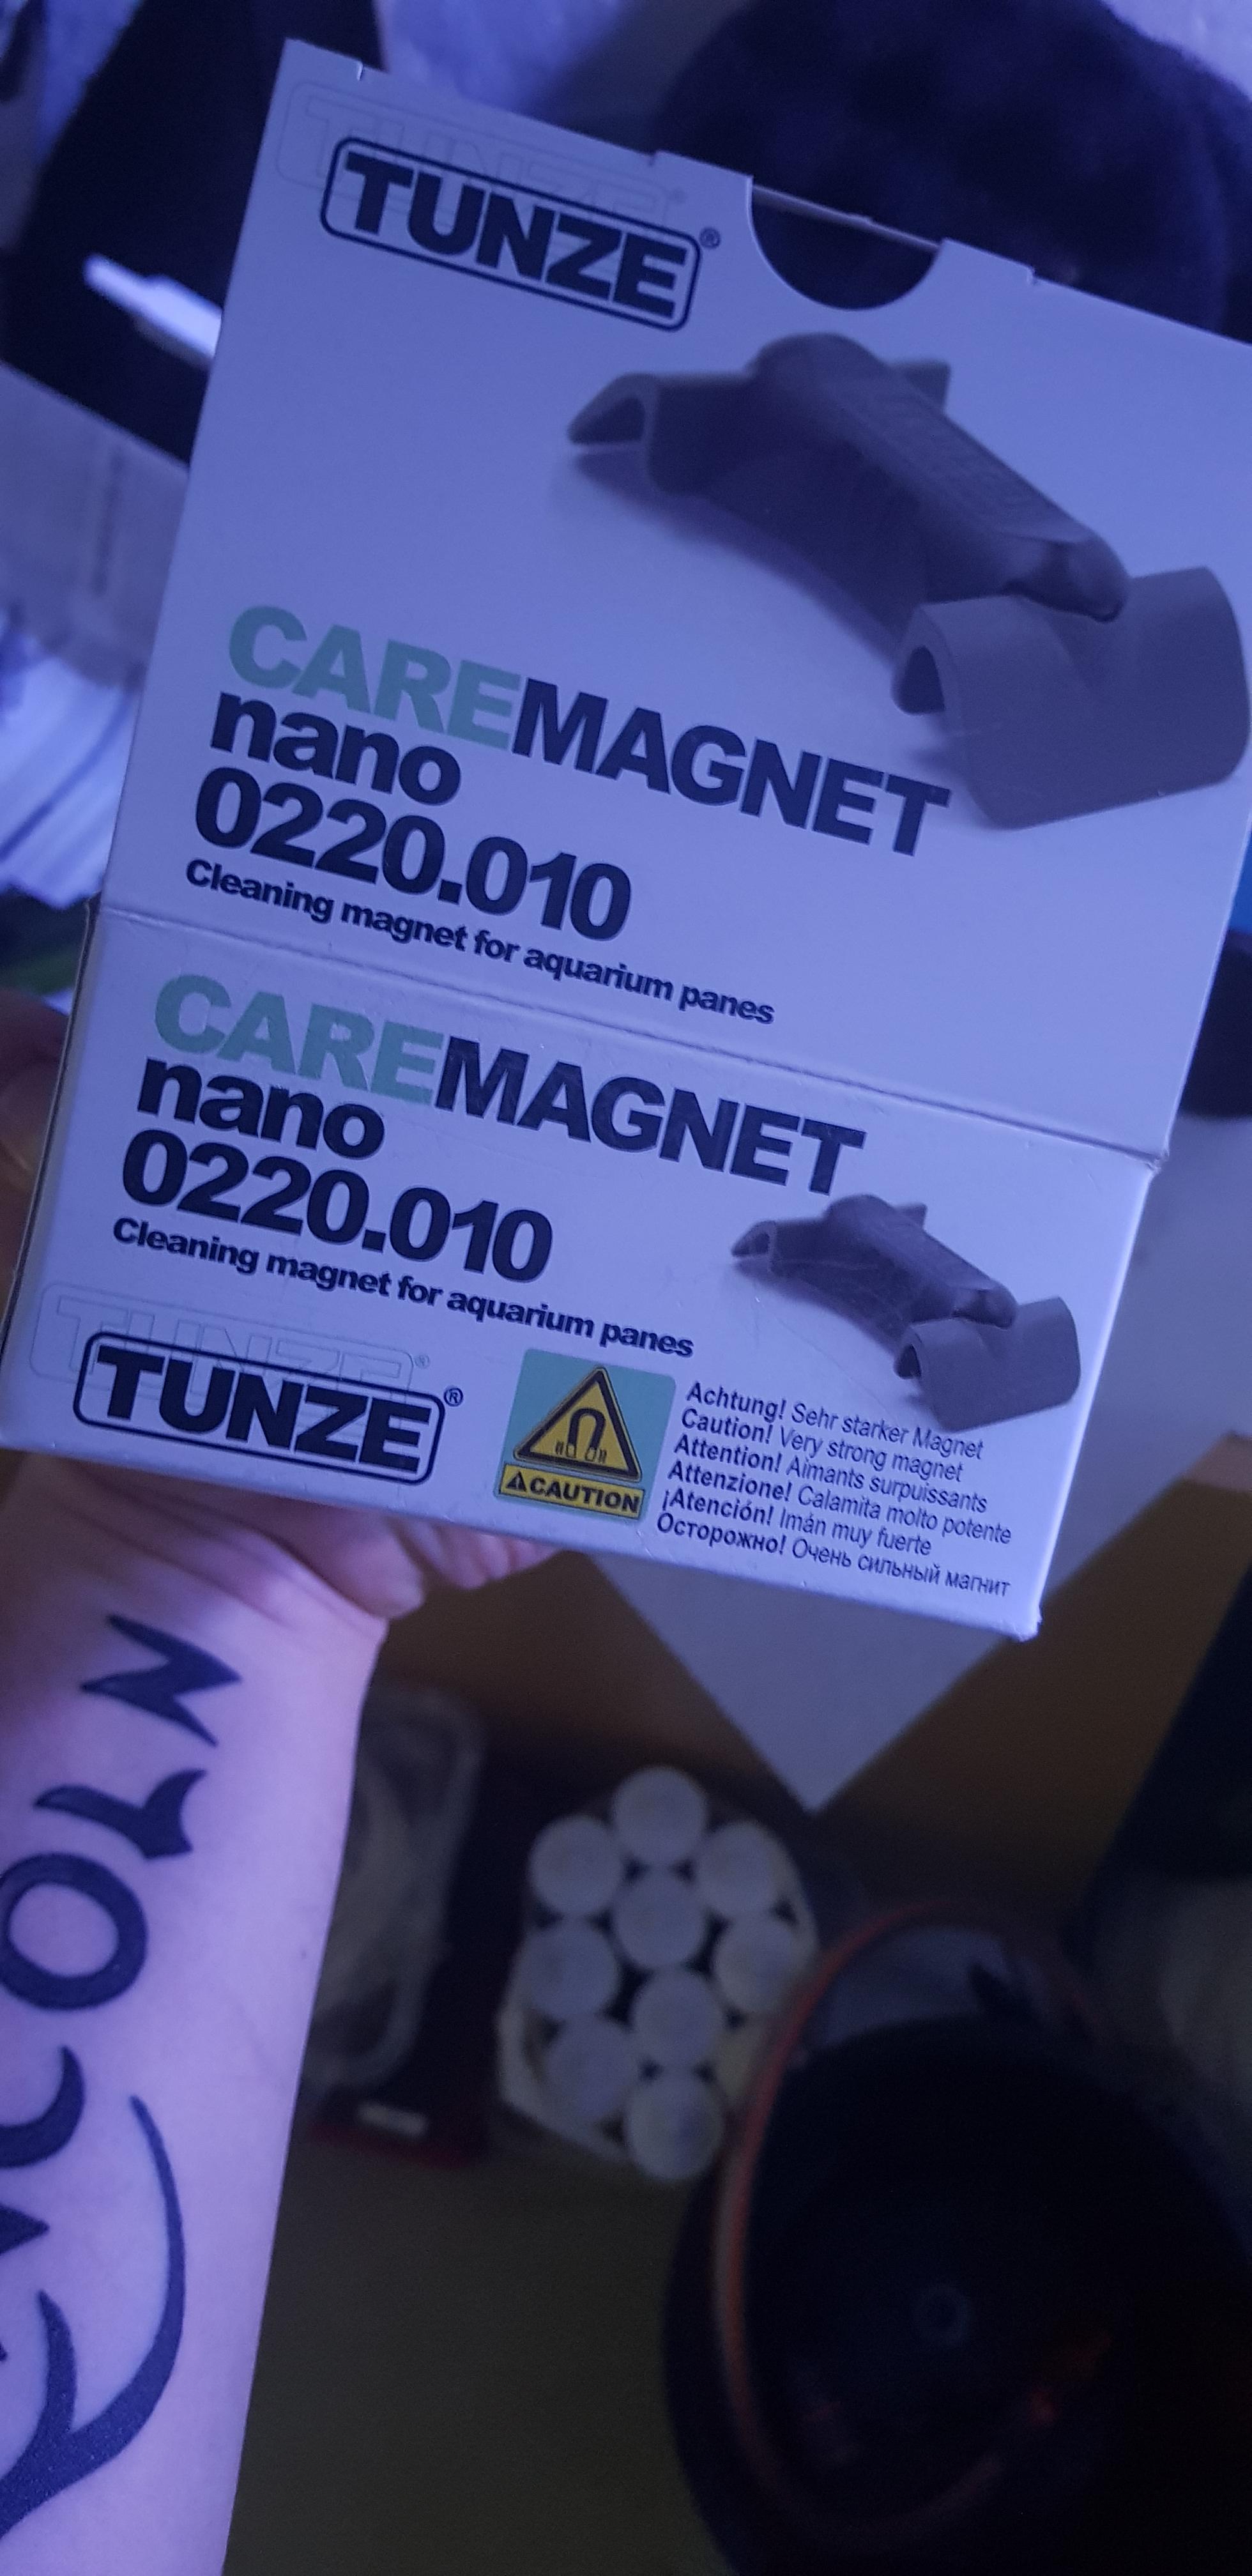 TUNZE®
CAREMAGNET
nano
0220.010
Cleaning magnet for aquarium panes
CAREMAGNET
nano
0220.010
Cleaning magnet for aquarium panes
TUNZE®
CAUTION
Achtung! Sehr starker Magnet
Caution! Very strong magnet
Attention! Aimants surpuissants
Attenzione! Calamita molto potente
¡Atención! Imán muy fuerte
Осторожно! Очень сильный магнит